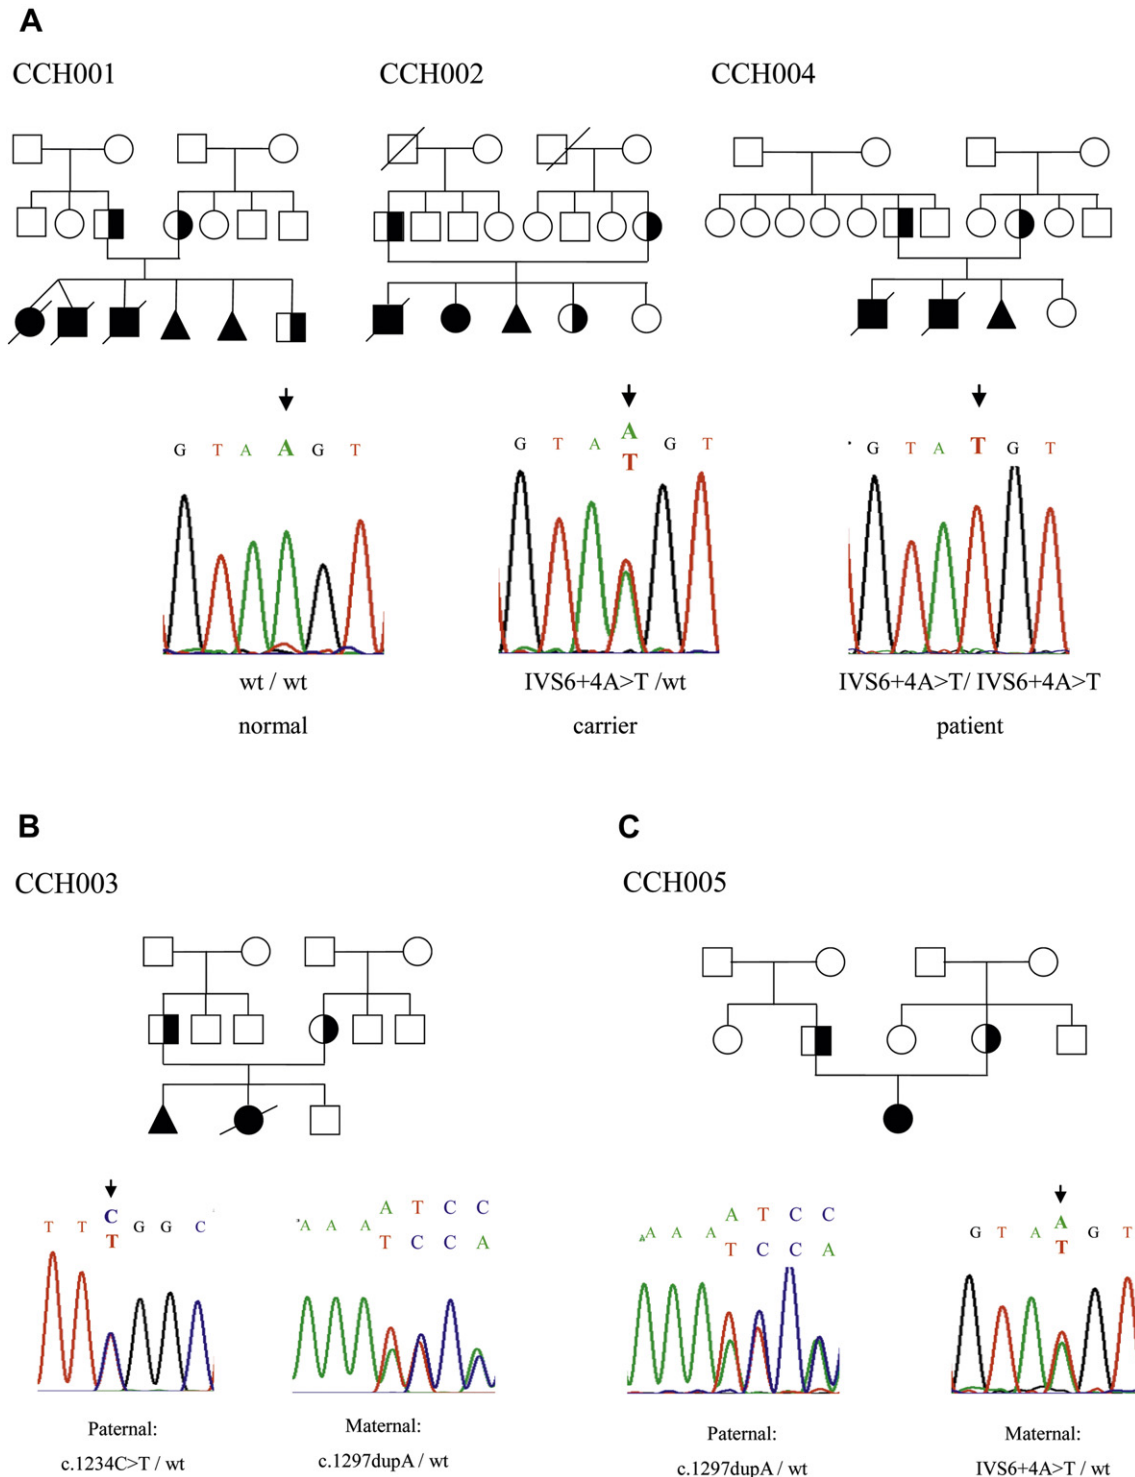 A
CCH001 CCH002 CCH004
G T A A G T
G T A A G T
T
G T A T G T
wt / wt
normal
IVS6+4A>T /wt
carrier
IVS6+4A>T/ IVS6+4A>T
patient
B
CCH003
C
CCH005
T T C G G C
T
A A A A T C C
T C C A
Paternal:
c.1234C>T / wt
Maternal:
c.1297dupA / wt
A A A A T C C
T C C A
G T A A G T
T
Paternal:
c.1297dupA / wt
Maternal:
IVS6+4A>T / wt